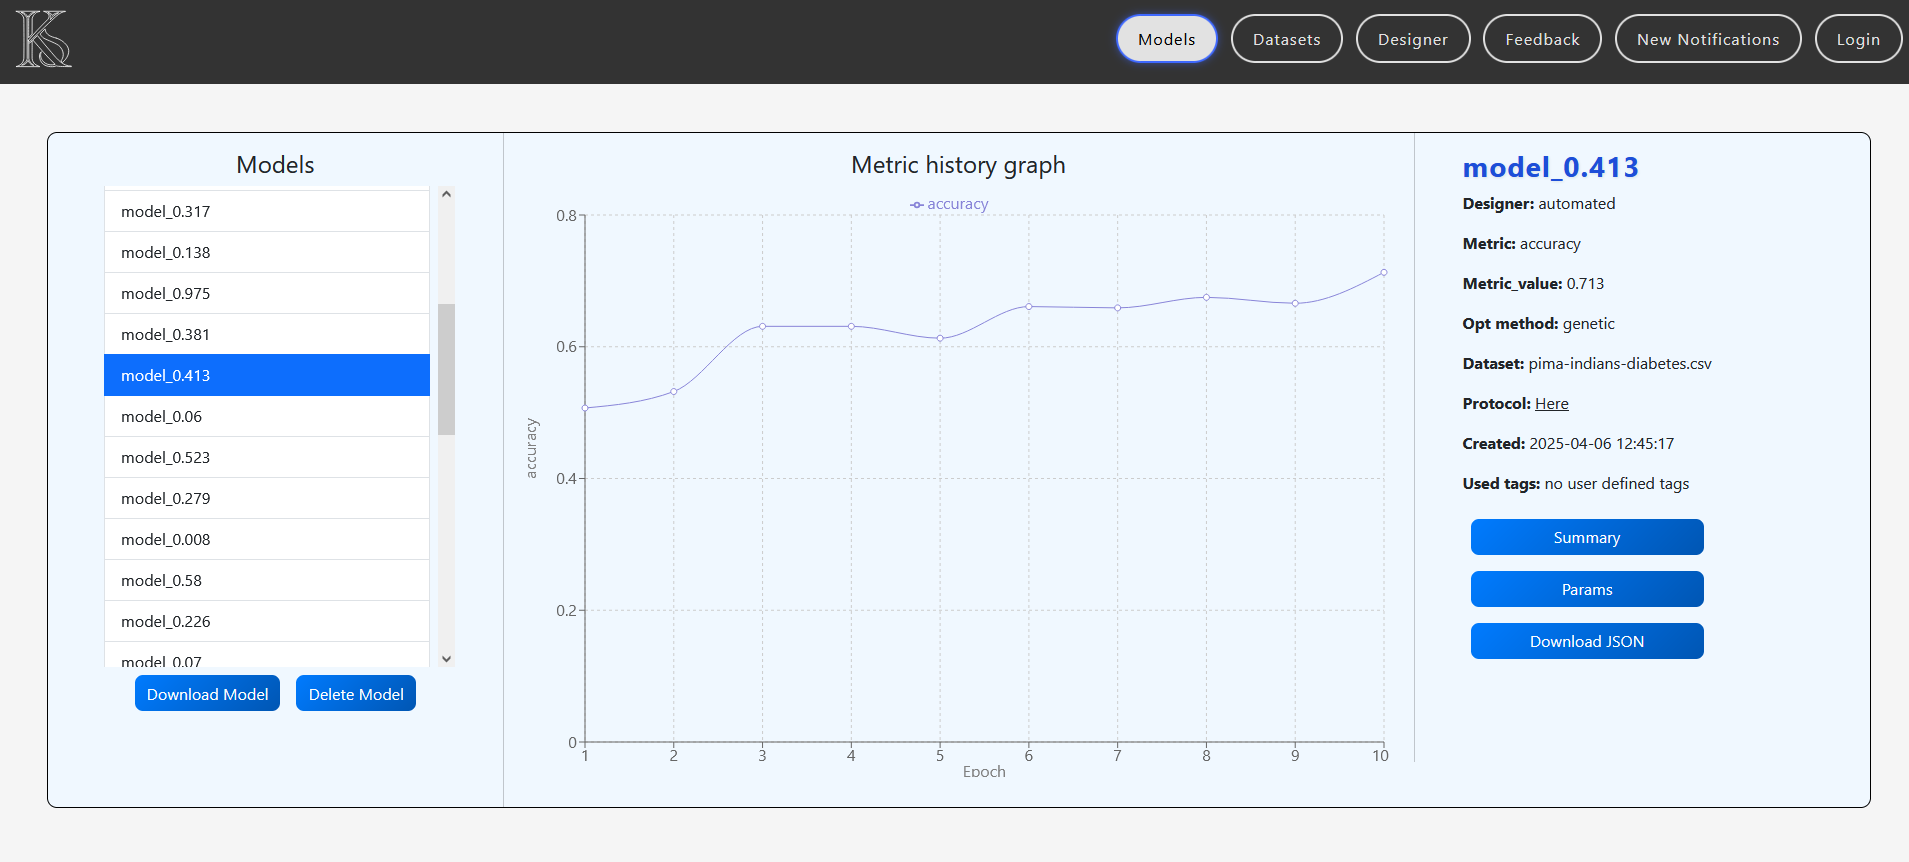 KS
Models
Datasets
Designer
Feedback
New Notifications
Login
Models
model_0.317
model_0.138
model_0.975
model_0.381
model_0.413
model_0.06
model_0.523
model_0.279
model_0.008
model_0.58
model_0.226
model_0.07
Download Model
Delete Model
Metric history graph
accuracy
0.8
0.6
0.4
0.2
0
accuracy
1 2 3 4 5 6 7 8 9 10
Epoch
model_0.413
Designer: automated
Metric: accuracy
Metric_value: 0.713
Opt method: genetic
Dataset: pima-indians-diabetes.csv
Protocol: Here
Created: 2025-04-06 12:45:17
Used tags: no user defined tags
Summary
Params
Download JSON